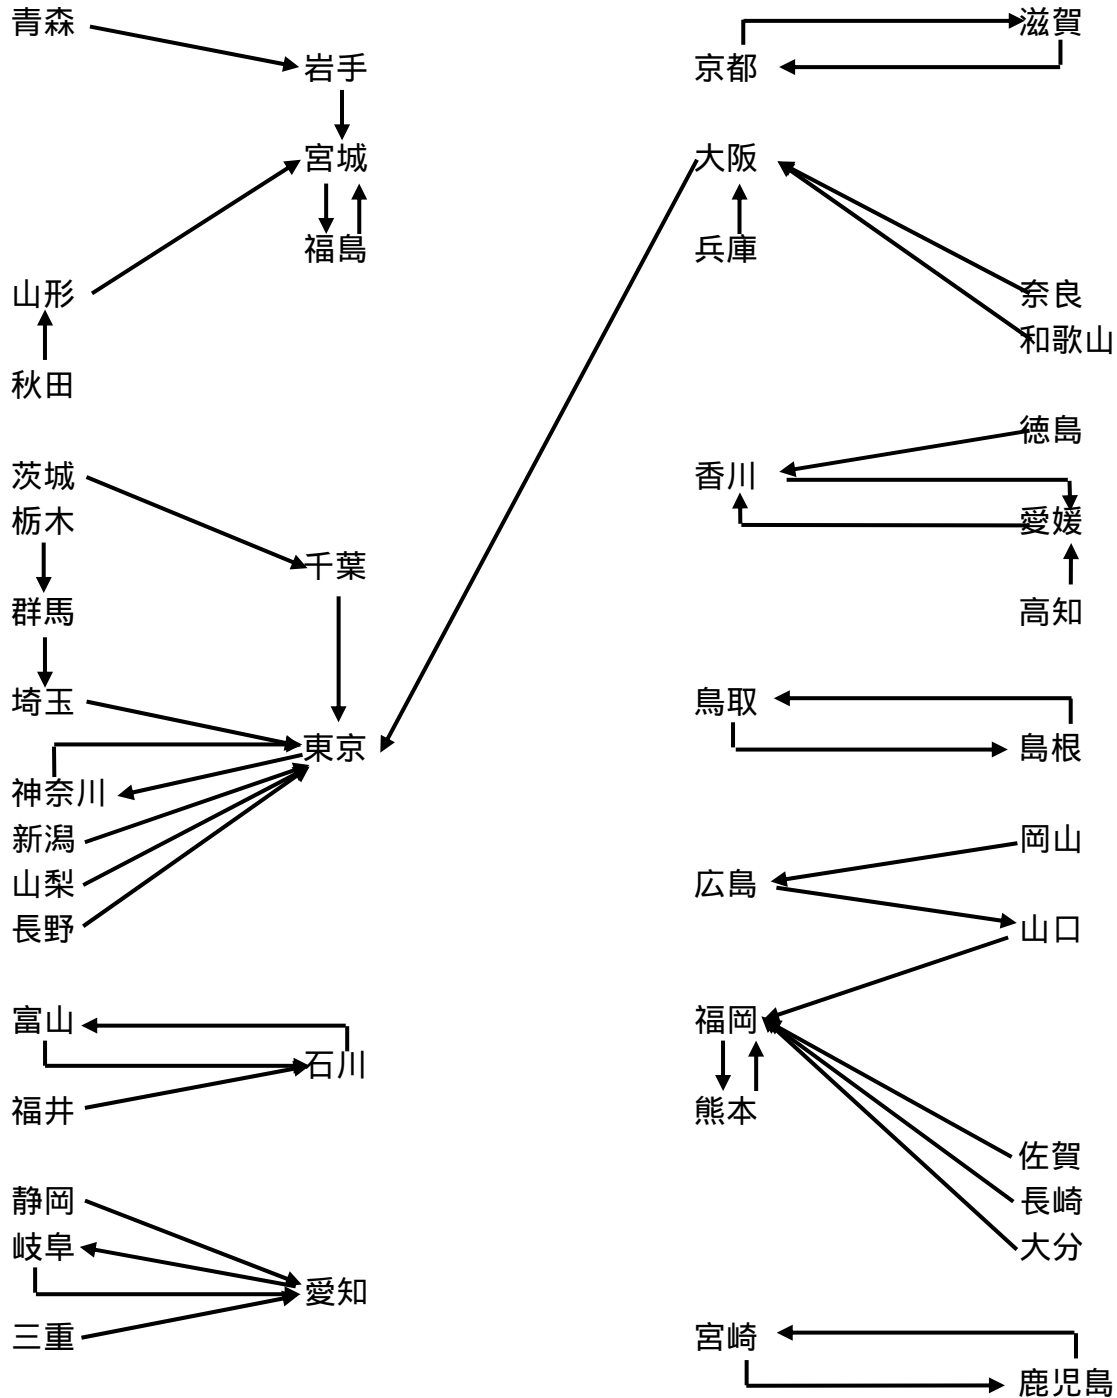 青森
岩手
宮城
福島
山形
秋田
茨城
栃木
千葉
群馬
埼玉
東京
神奈川
新潟
山梨
長野
富山
石川
福井
静岡
岐阜
愛知
三重
滋賀
京都
大阪
兵庫
奈良
和歌山
徳島
香川
愛媛
高知
鳥取
島根
岡山
広島
山口
福岡
熊本
佐賀
長崎
大分
宮崎
鹿児島